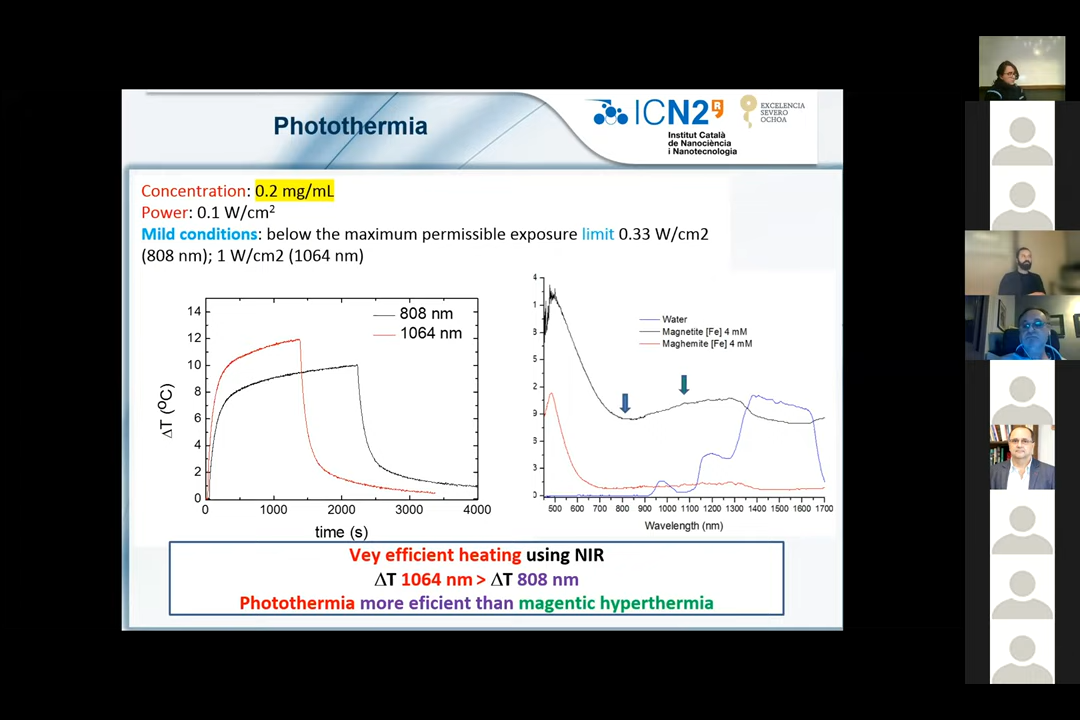 Photothermia
ICN2R
Institut Català
de Nanociència
i Nanotecnologia
EXCELENCIA
SEVERO
OCHOA
Concentration: 0.2 mg/mL
Power: 0.1 W/cm²
Mild conditions: below the maximum permissible exposure limit 0.33 W/cm2
(808 nm); 1 W/cm2 (1064 nm)
808 nm
1064 nm
14
12
10
8
6
4
2
0
ΔT (⁰C)
0 1000 2000 3000 4000
time (s)
Water
Magnetite [Fe] 4 mM
Maghemite [Fe] 4 mM
500 600 700 800 900 1000 1100 1200 1300 1400 1500 1600 1700
Wavelength (nm)
Vey efficient heating using NIR
ΔT 1064 nm > ΔT 808 nm
Photothermia more eficient than magentic hyperthermia